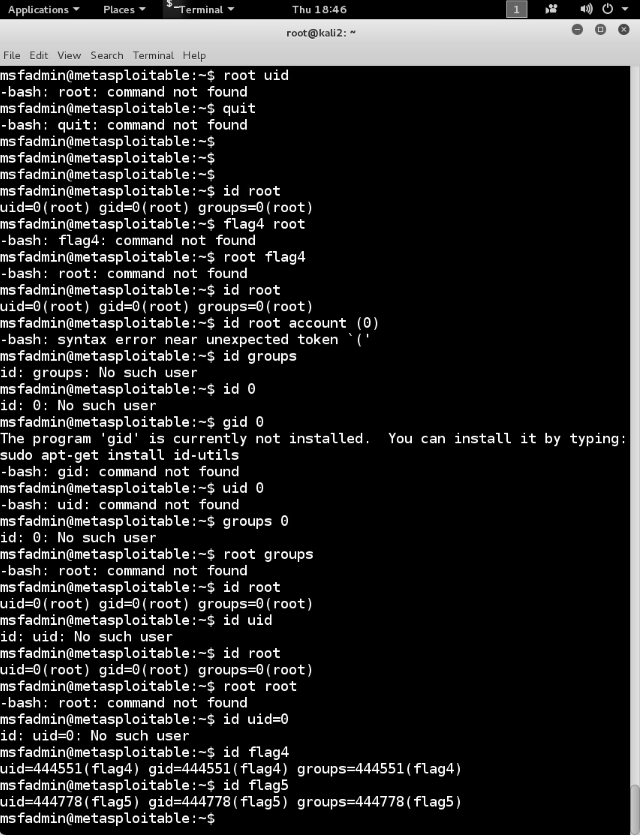 Applications Places Terminal Thu 18:46 1
root@kali2: ~
File Edit View Search Terminal Help
msfadmin@metasploitable:~$ root uid
-bash: root: command not found
msfadmin@metasploitable:~$ quit
-bash: quit: command not found
msfadmin@metasploitable:~$
msfadmin@metasploitable:~$
msfadmin@metasploitable:~$
msfadmin@metasploitable:~$ id root
uid=0(root) gid=0(root) groups=0(root)
msfadmin@metasploitable:~$ flag4 root
-bash: flag4: command not found
msfadmin@metasploitable:~$ root flag4
-bash: root: command not found
msfadmin@metasploitable:~$ id root
uid=0(root) gid=0(root) groups=0(root)
msfadmin@metasploitable:~$ id root account (0)
-bash: syntax error near unexpected token `('
msfadmin@metasploitable:~$ id groups
id: groups: No such user
msfadmin@metasploitable:~$ id 0
id: 0: No such user
msfadmin@metasploitable:~$ gid 0
The program 'gid' is currently not installed.  You can install it by typing:
sudo apt-get install id-utils
-bash: gid: command not found
msfadmin@metasploitable:~$ uid 0
-bash: uid: command not found
msfadmin@metasploitable:~$ groups 0
id: 0: No such user
msfadmin@metasploitable:~$ root groups
-bash: root: command not found
msfadmin@metasploitable:~$ id root
uid=0(root) gid=0(root) groups=0(root)
msfadmin@metasploitable:~$ id uid
id: uid: No such user
msfadmin@metasploitable:~$ id root
uid=0(root) gid=0(root) groups=0(root)
msfadmin@metasploitable:~$ root root
-bash: root: command not found
msfadmin@metasploitable:~$ id uid=0
id: uid=0: No such user
msfadmin@metasploitable:~$ id flag4
uid=444551(flag4) gid=444551(flag4) groups=444551(flag4)
msfadmin@metasploitable:~$ id flag5
uid=444778(flag5) gid=444778(flag5) groups=444778(flag5)
msfadmin@metasploitable:~$